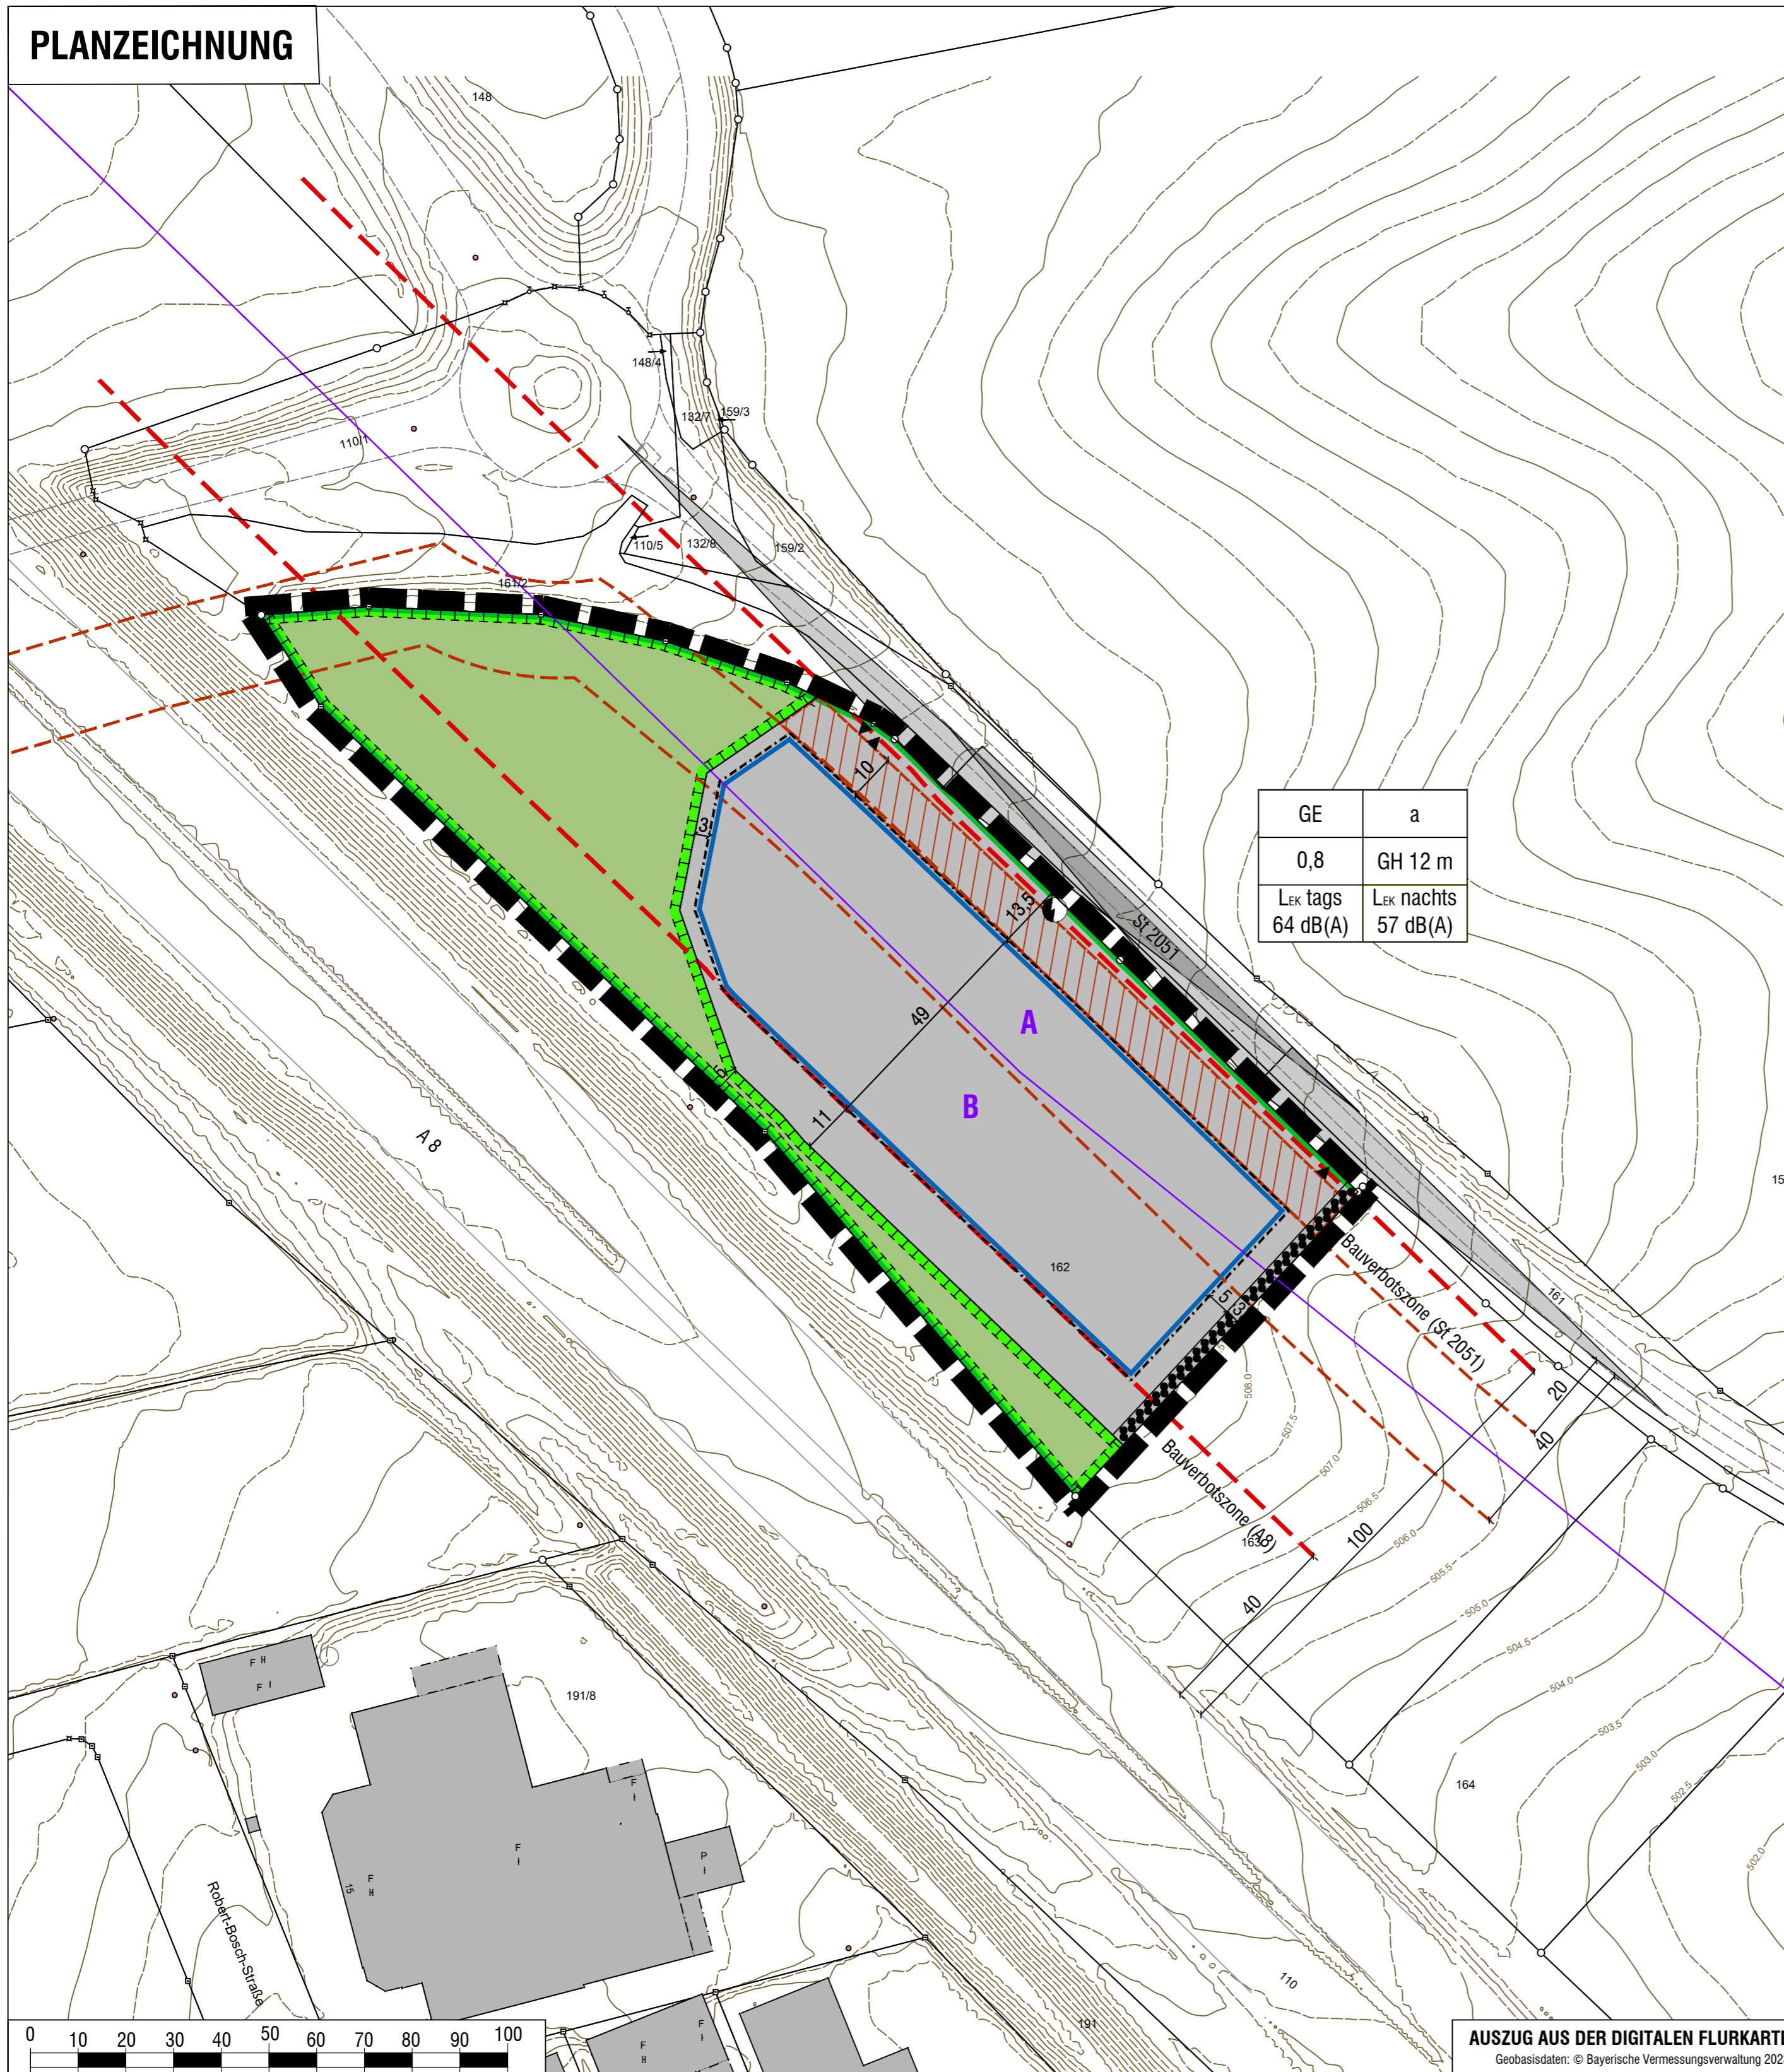 PLANZEICHNUNG
148
148/4
132/7
159/3
110/1
110/5
132/8
159/2
161/2
10
3
13,5
St 2051
GE
a
0,8
GH 12 m
LEK tags
64 dB(A)
LEK nachts
57 dB(A)
49
A
B
5
11
A 8
162
5
3
Bauverbotszone (St 2051)
161
20
40
Bauverbotszone (A8)
163
100
40
508.0
507.5
507.0
506.5
506.0
505.5
505.0
504.5
504.0
503.5
503.0
502.5
502.0
164
191/8
F
H
F
I
F
I
F
I
F
H
P
I
15
Robert-Bosch-Straße
110
191
F
H
F
I
0 10 20 30 40 50 60 70 80 90 100
AUSZUG AUS DER DIGITALEN FLURKARTE
Geobasisdaten: © Bayerische Vermessungsverwaltung 202